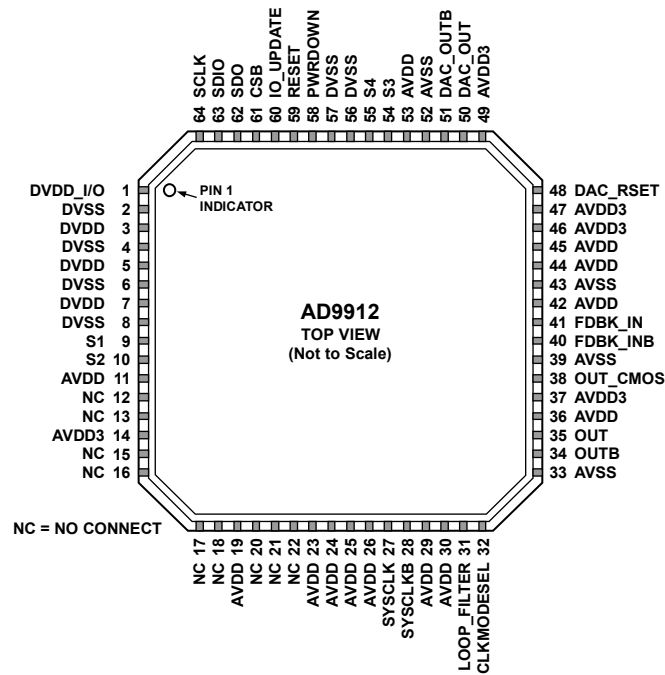 64 SCLK
63 SDIO
62 SDO
61 CSB
60 IO_UPDATE
59 RESET
58 PWRDOWN
57 DVSS
56 DVSS
55 S4
54 S3
53 AVDD
52 AVSS
51 DAC_OUTB
50 DAC_OUT
49 AVDD3
DVDD_I/O 1
DVSS 2
DVDD 3
DVSS 4
DVDD 5
DVSS 6
DVDD 7
DVSS 8
S1 9
S2 10
AVDD 11
NC 12
NC 13
AVDD3 14
NC 15
NC 16
PIN 1
INDICATOR
AD9912
TOP VIEW
(Not to Scale)
48 DAC_RSET
47 AVDD3
46 AVDD3
45 AVDD
44 AVDD
43 AVSS
42 AVDD
41 FDBK_IN
40 FDBK_INB
39 AVSS
38 OUT_CMOS
37 AVDD3
36 AVDD
35 OUT
34 OUTB
33 AVSS
NC = NO CONNECT
NC 17
NC 18
AVDD 19
NC 20
NC 21
NC 22
AVDD 23
AVDD 24
AVDD 25
AVDD 26
SYSCLK 27
SYSCLKB 28
AVDD 29
AVDD 30
LOOP_FILTER 31
CLKMODESEL 32